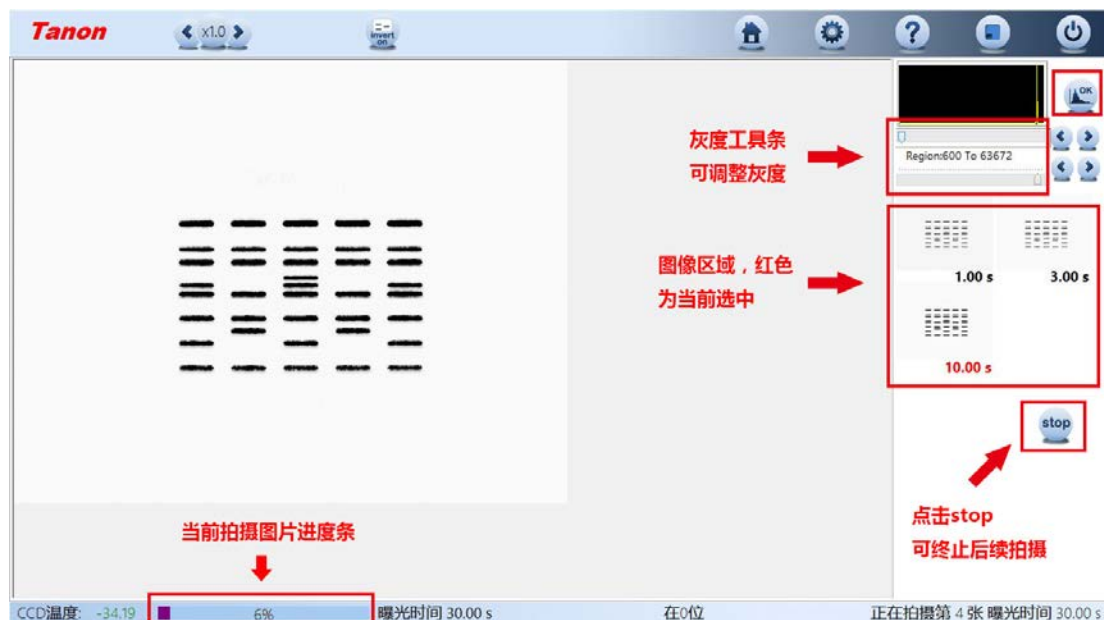 Tanon
x1.0
invert
on
?
OK
灰度工具条
可调整灰度
Region:600 To 63672
图像区域，红色
为当前选中
1.00 s
3.00 s
10.00 s
stop
点击stop
可终止后续拍摄
当前拍摄图片进度条
CCD温度: -34.19
6%
曝光时间 30.00 s
在0位
正在拍摄第 4 张 曝光时间 30.00 s